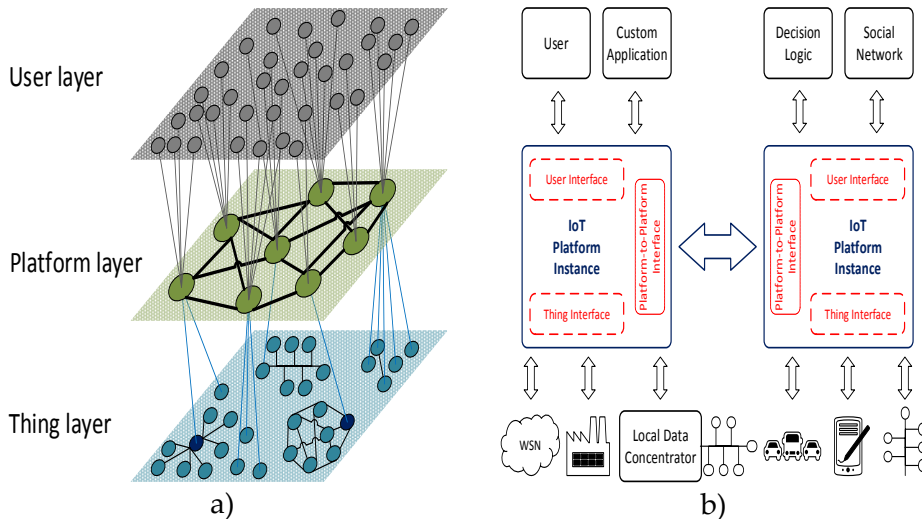 User layer
Platform layer
Thing layer
a)
User
Custom
Application
Decision
Logic
Social
Network
User Interface
Platform-to-Platform
Interface
IoT
Platform
Instance
Thing Interface
Platform-to-Platform
Interface
User Interface
IoT
Platform
Instance
Thing Interface
WSN
Local Data
Concentrator
b)